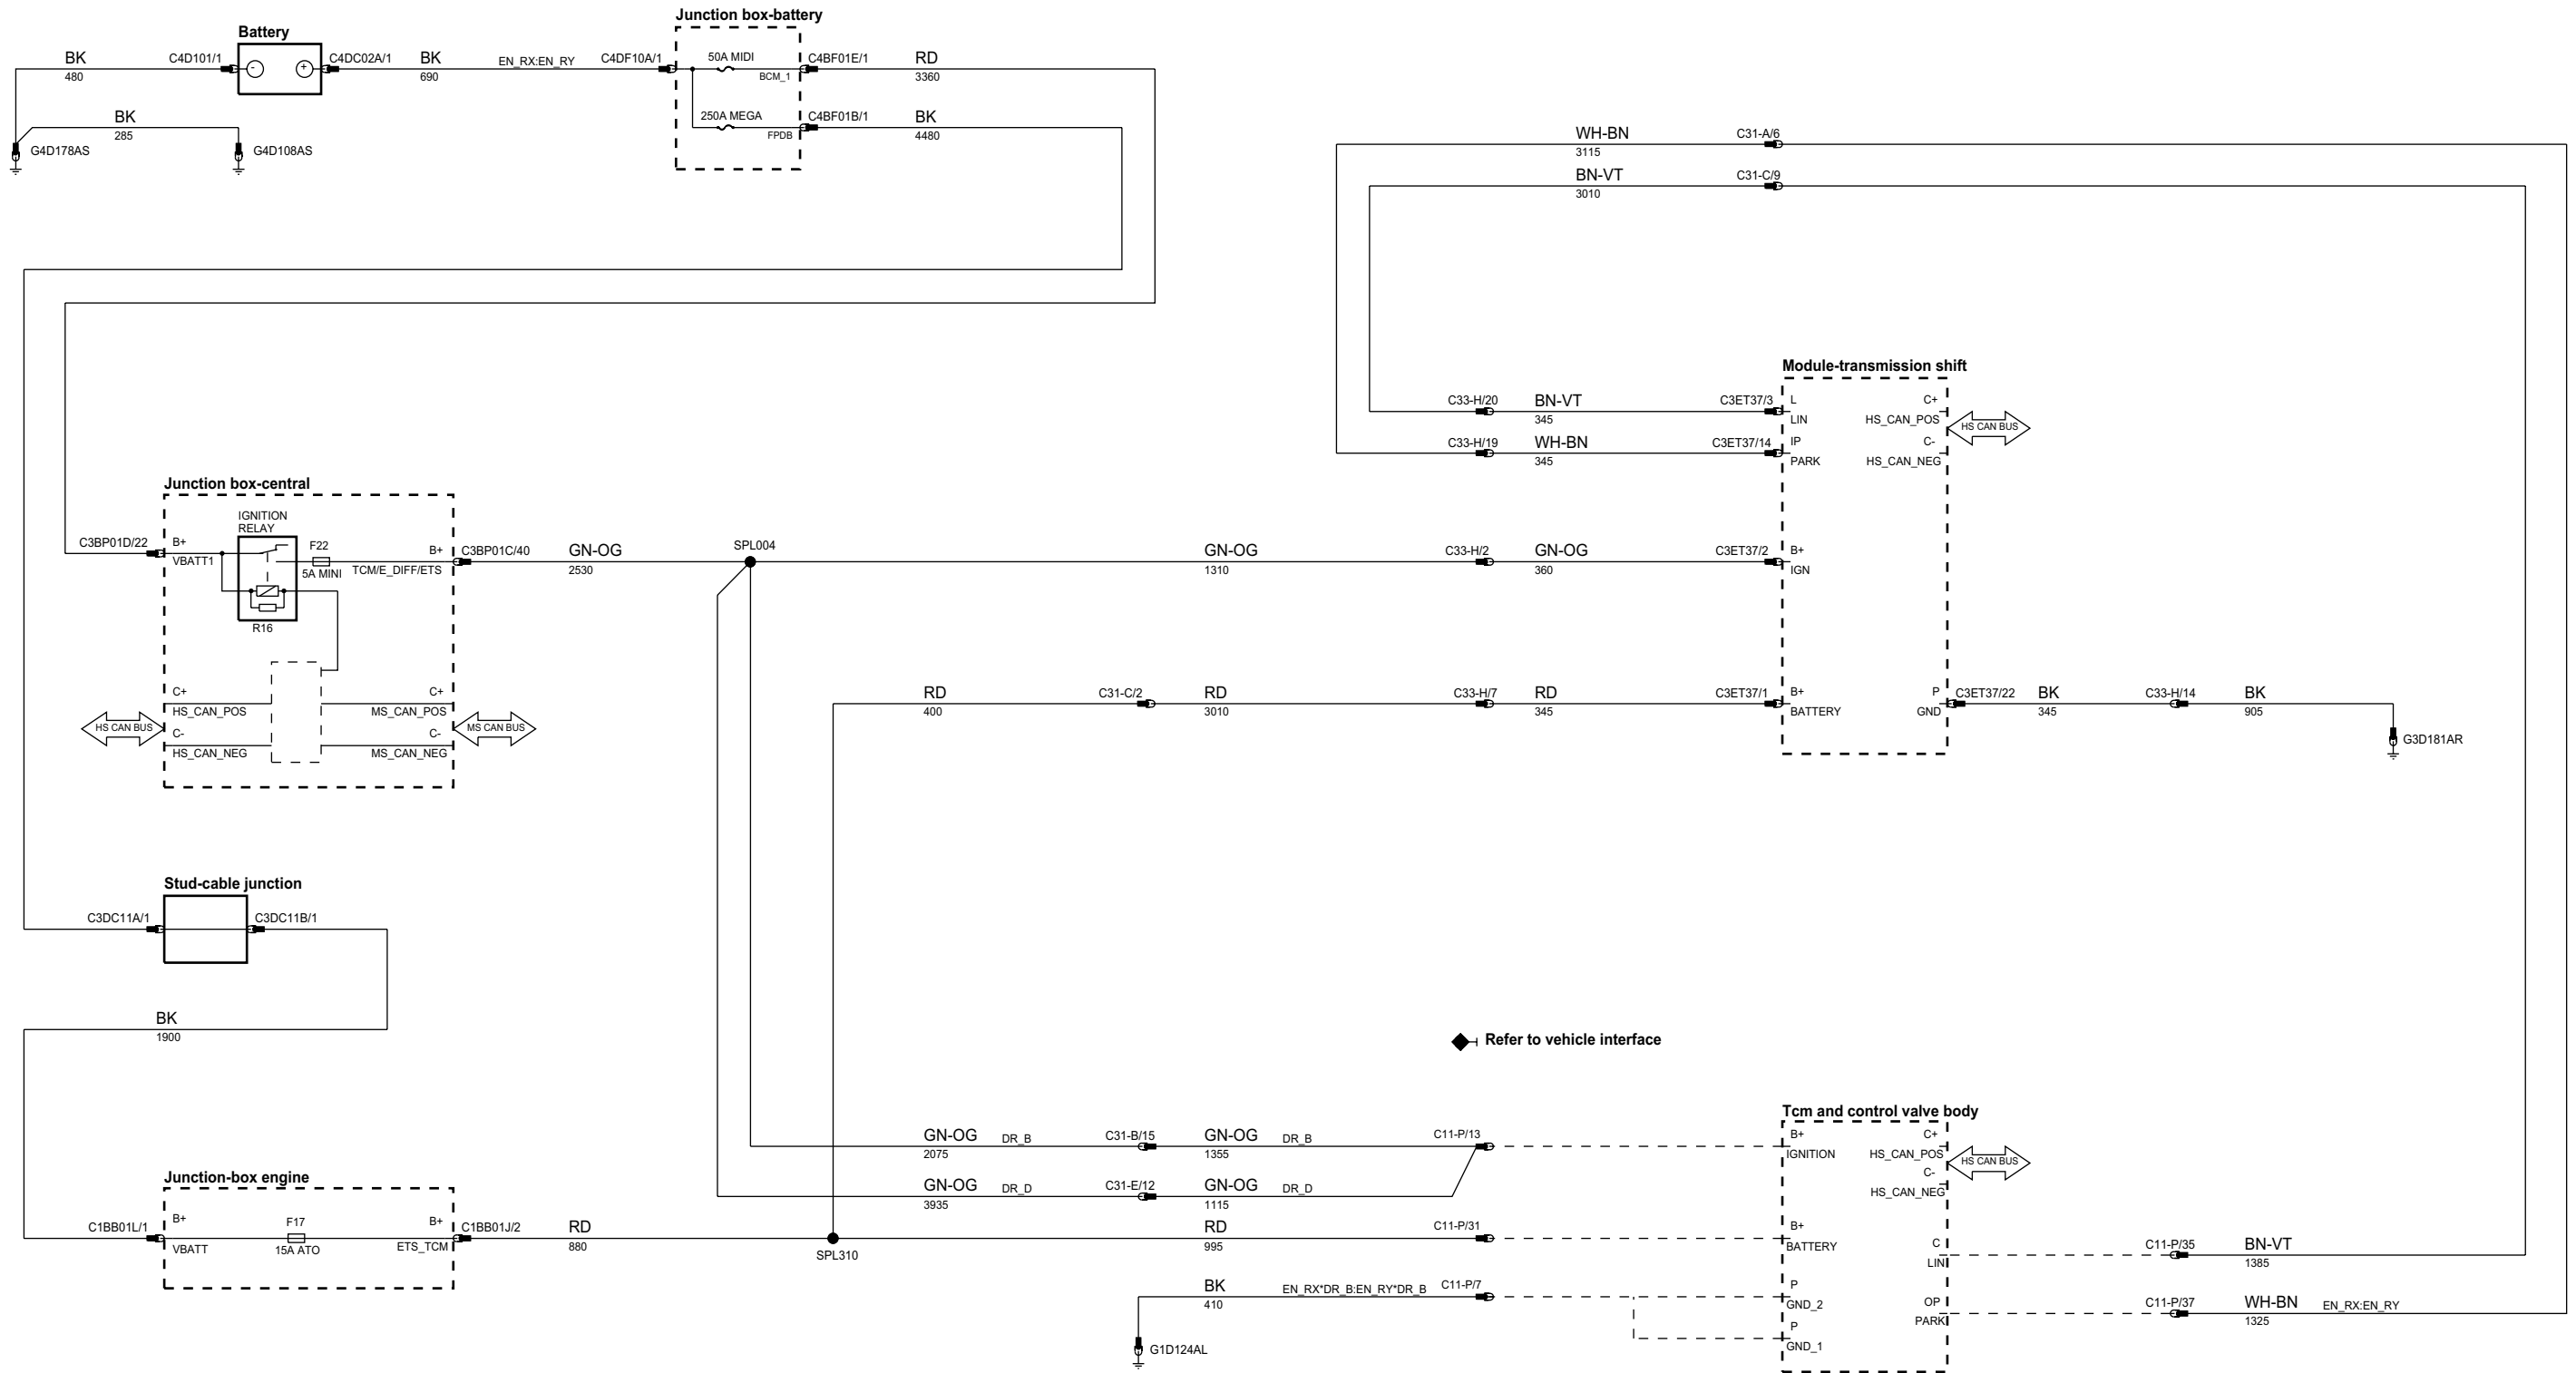 Junction box-battery
Battery
BK
480
C4D101/1
-
+
C4DC02A/1
BK
690
EN_RX:EN_RY
C4DF10A/1
50A MIDI
BCM_1
C4BF01E/1
RD
3360
250A MEGA
FPDB
C4BF01B/1
BK
4480
BK
285
G4D178AS
G4D108AS
WH-BN
3115
C31-A/6
BN-VT
3010
C31-C/9
Module-transmission shift
C33-H/20
BN-VT
345
C3ET37/3
L
LIN
C+
HS_CAN_POS
HS CAN BUS
C33-H/19
WH-BN
345
C3ET37/14
IP
PARK
C-
HS_CAN_NEG
Junction box-central
IGNITION
RELAY
C3BP01D/22
B+
VBATT1
F22
5A MINI
B+
TCM/E_DIFF/ETS
C3BP01C/40
GN-OG
2530
SPL004
GN-OG
1310
C33-H/2
GN-OG
360
C3ET37/2
B+
IGN
R16
C+
HS_CAN_POS
C+
MS_CAN_POS
HS CAN BUS
MS CAN BUS
C-
HS_CAN_NEG
C-
MS_CAN_NEG
RD
400
C31-C/2
RD
3010
C33-H/7
RD
345
C3ET37/1
B+
BATTERY
P
GND
C3ET37/22
BK
345
C33-H/14
BK
905
G3D181AR
Stud-cable junction
C3DC11A/1
C3DC11B/1
BK
1900
Refer to vehicle interface
Tcm and control valve body
GN-OG
2075
DR_B
C31-B/15
GN-OG
1355
DR_B
C11-P/13
B+
IGNITION
C+
HS_CAN_POS
HS CAN BUS
C-
HS_CAN_NEG
GN-OG
3935
DR_D
C31-E/12
GN-OG
1115
DR_D
Junction-box engine
C1BB01L/1
B+
VBATT
F17
15A ATO
B+
ETS_TCM
C1BB01J/2
RD
880
SPL310
RD
995
C11-P/31
B+
BATTERY
C
LIN
C11-P/35
BN-VT
1385
BK
410
EN_RX*DR_B:EN_RY*DR_B
C11-P/7
P
GND_2
OP
PARK
C11-P/37
WH-BN
1325
EN_RX:EN_RY
P
GND_1
G1D124AL